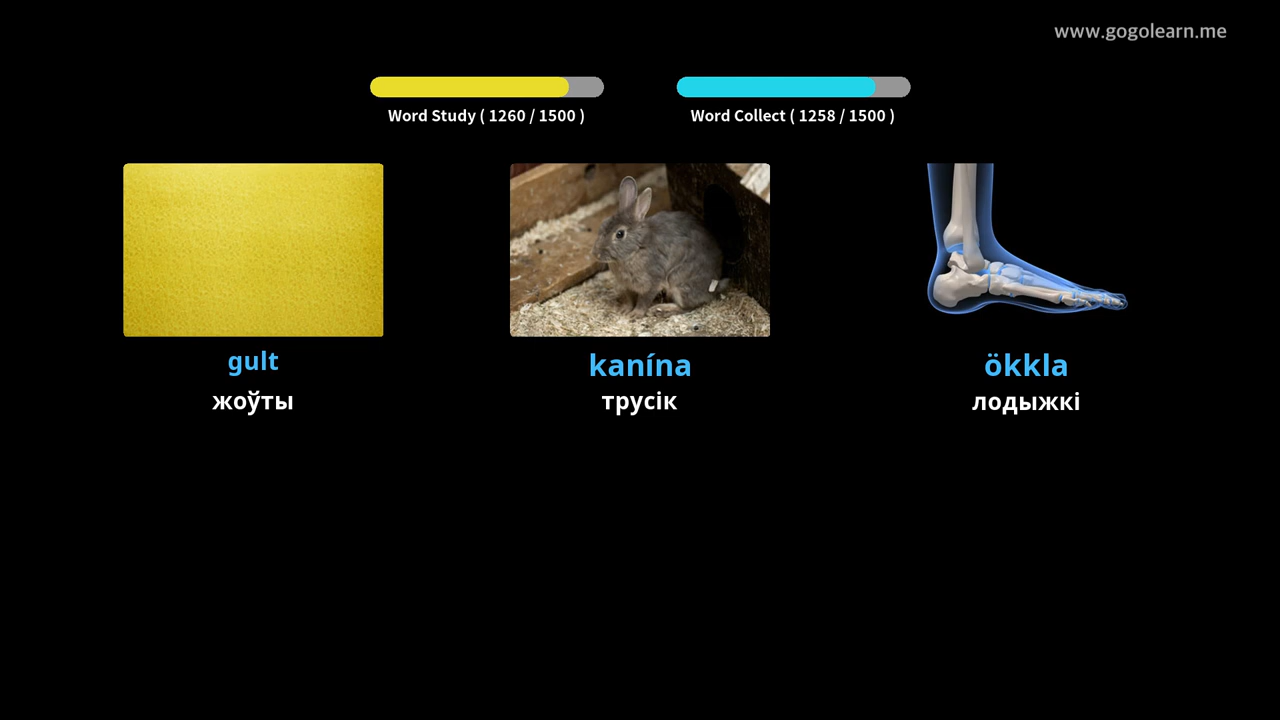 www.gogolearn.me
Word Study ( 1260 / 1500 )
Word Collect ( 1258 / 1500 )
gult
kanína
ökkla
жоўты
трусік
лодыжкі